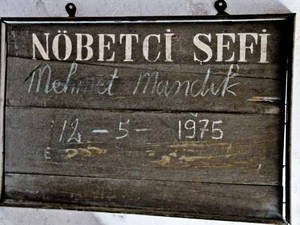 NÖBETCİ ŞEFİ
Mehmet Mandık
12 - 5 - 1975